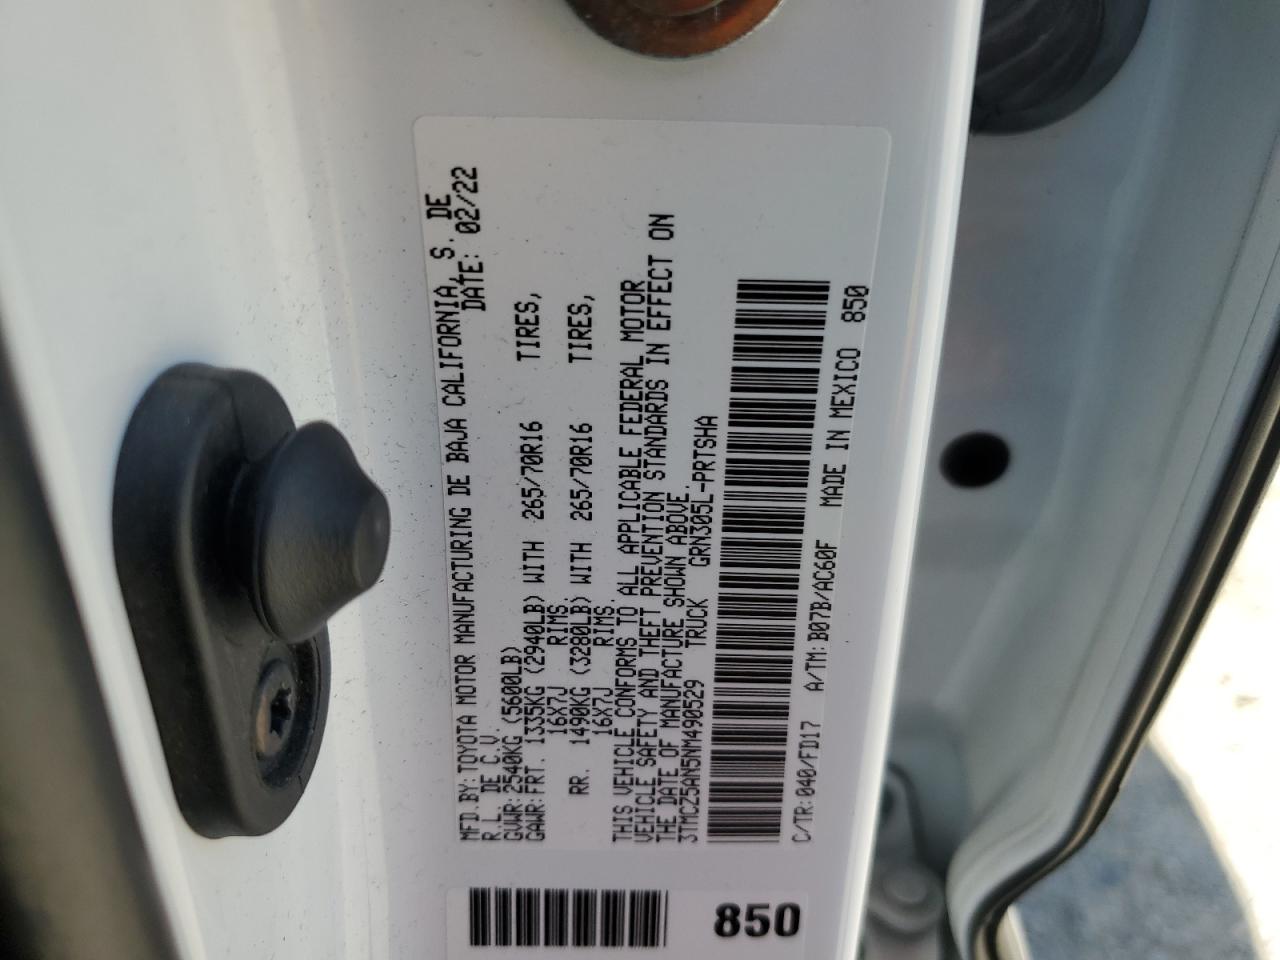 MFD.BY:TOYOTA MOTOR MANUFACTURING DE BAJA CALIFORNIA, S. DE
R.L. DE C.V. DATE: 02/22
GVWR:2540KG (5600LB)
GAWR:FRT. 1335KG (2940LB) WITH 265/70R16 TIRES,
16X7J RIMS.
RR. 1490KG (3280LB) WITH 265/70R16 TIRES,
16X7J RIMS.
THIS VEHICLE CONFORMS TO ALL APPLICABLE FEDERAL MOTOR
VEHICLE SAFETY AND THEFT PREVENTION STANDARDS IN EFFECT ON
THE DATE OF MANUFACTURE SHOWN ABOVE.
3TMCZ5AN5NM490529 TRUCK GRN305L-PRTSHA
C/TR:040/FD17 A/TM:B07B/AC60F MADE IN MEXICO 850
850